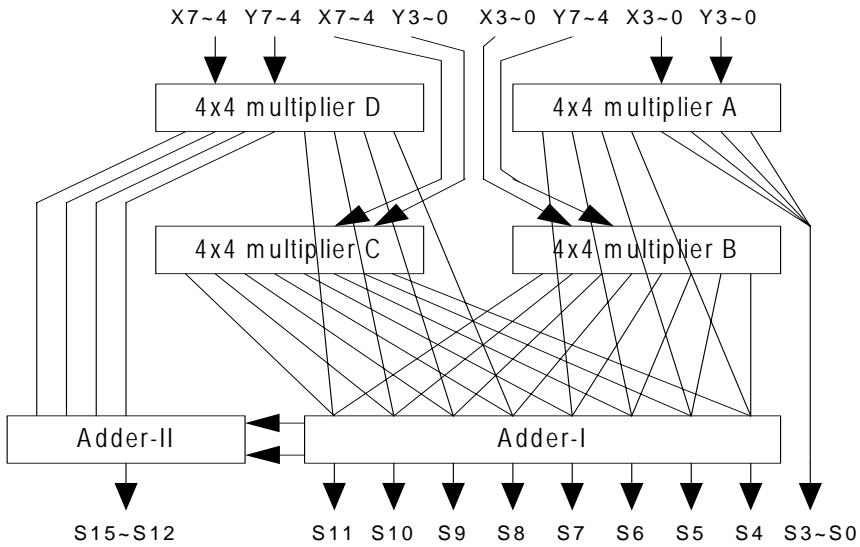 X7~4 Y7~4 X7~4 Y3~0 X3~0 Y7~4 X3~0 Y3~0
4x4 multiplier D 4x4 multiplier A
4x4 multiplier C 4x4 multiplier B
Adder-II Adder-I
S15~S12 S11 S10 S9 S8 S7 S6 S5 S4 S3~S0